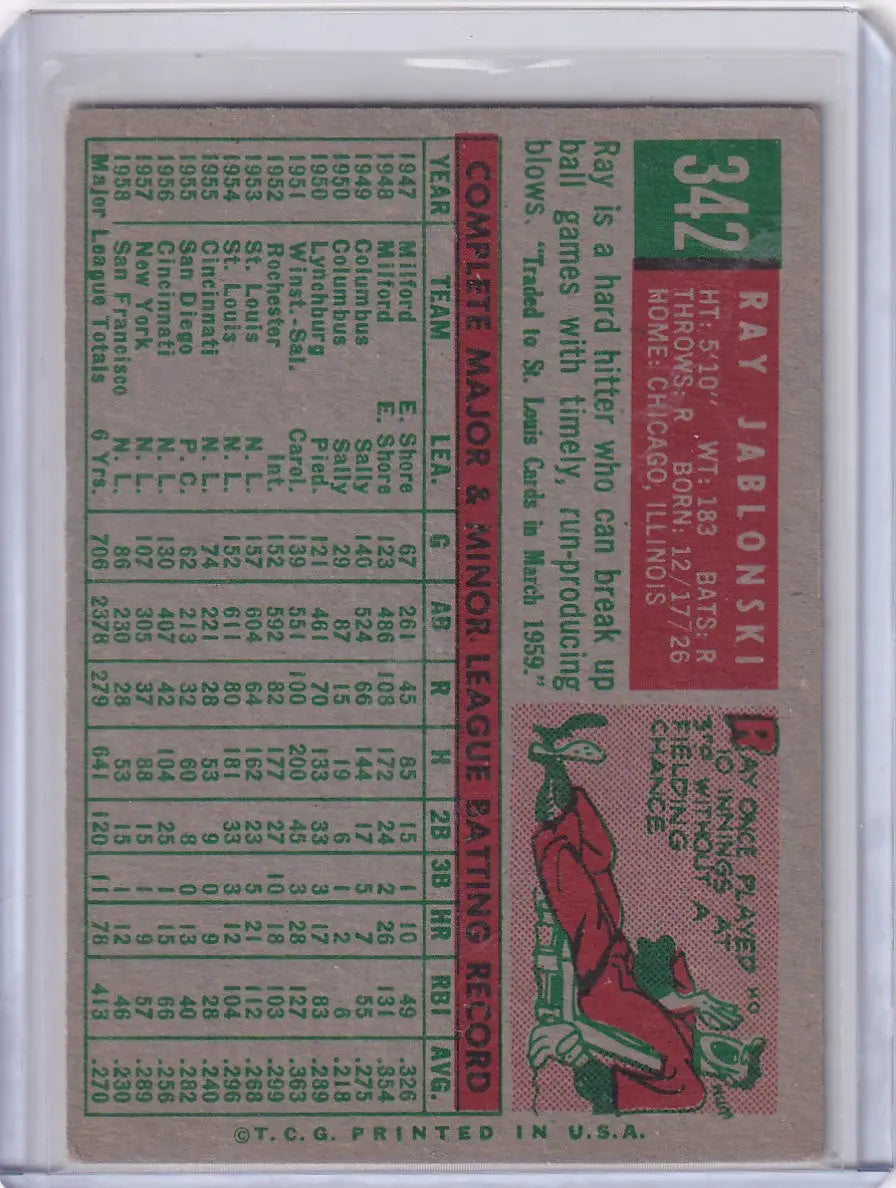 342
RAY JABLONSKI
HT: 5'10" WT: 183 BATS: R
THROWS: R BORN: 12/17/26
HOME: CHICAGO, ILLINOIS
Ray is a hard hitter who can break up
ball games with timely, run-producing
blows. "Traded to St. Louis Cards in March 1959."
RAY ONCE PLAYED
10 INNINGS AT
3rd WITHOUT A
FIELDING
CHANCE
HO
HUM
COMPLETE MAJOR & MINOR LEAGUE BATTING RECORD
YEAR TEAM LEA. G AB R H 2B 3B HR RBI AVG.
1947 Milford E. Shore 67 261 45 85 15 1 10 49 .326
1948 Milford E. Shore 123 486 108 172 24 2 26 131 .354
1949 Columbus Sally 140 524 66 144 17 5 7 55 .275
1950 Columbus Sally 29 87 15 19 6 1 2 6 .218
1950 Lynchburg Pied. 121 461 70 133 33 3 17 83 .289
1951 Winst.-Sal. Carol. 139 551 100 200 45 3 28 127 .363
1952 Rochester Int. 152 592 82 177 27 10 18 103 .299
1953 St. Louis N. L. 157 604 64 162 23 5 21 112 .268
1954 St. Louis N. L. 152 611 80 181 33 3 12 104 .296
1955 Cincinnati N. L. 74 221 28 53 9 0 9 28 .240
1955 San Diego P. C. 62 213 32 60 8 0 13 40 .282
1956 Cincinnati N. L. 130 407 42 104 25 1 15 66 .256
1957 New York N. L. 107 305 37 88 15 1 9 57 .289
1958 San Francisco N. L. 86 230 28 53 15 1 12 46 .230
Major League Totals 6 Yrs. 706 2378 279 641 120 11 78 413 .270
©T.C.G. PRINTED IN U.S.A.